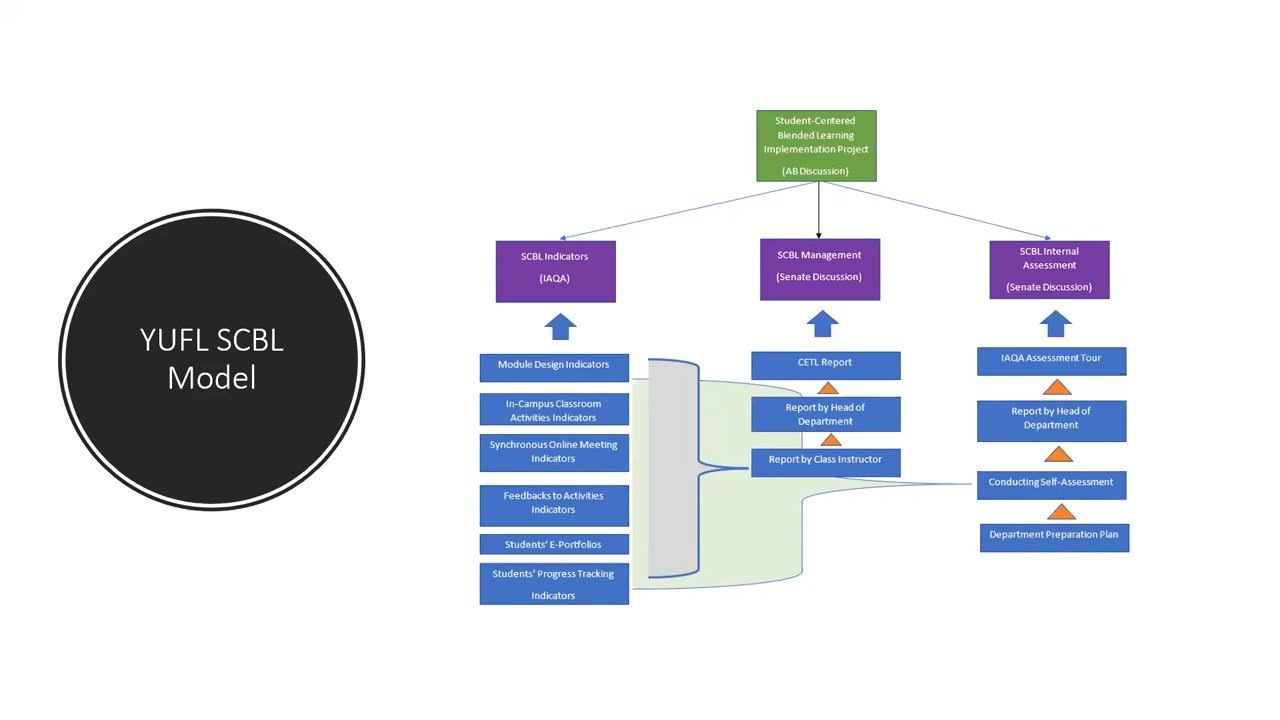 YUFL SCBL
Model
Student-Centered
Blended Learning
Implementation Project
(AB Discussion)
SCBL Indicators
(IAQA)
SCBL Management
(Senate Discussion)
SCBL Internal
Assessment
(Senate Discussion)
Module Design Indicators
In-Campus Classroom
Activities Indicators
Synchronous Online Meeting
Indicators
Feedbacks to Activities
Indicators
Students' E-Portfolios
Students' Progress Tracking
Indicators
CETL Report
Report by Head of
Department
Report by Class Instructor
IAQA Assessment Tour
Report by Head of
Department
Conducting Self-Assessment
Department Preparation Plan